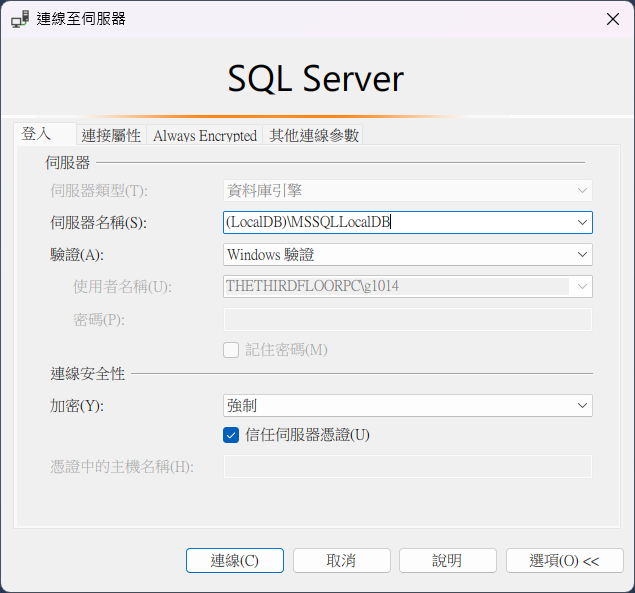 連線至伺服器
SQL Server
登入 連接屬性 Always Encrypted 其他連線參數
伺服器
伺服器類型(T): 資料庫引擎
伺服器名稱(S): (LocalDB)\MSSQLLocalDB
驗證(A): Windows 驗證
使用者名稱(U): THETHIRDFLOORPC\g1014
密碼(P):
記住密碼(M)
連線安全性
加密(Y): 強制
信任伺服器憑證(U)
憑證中的主機名稱(H):
連線(C) 取消 說明 選項(O) <<